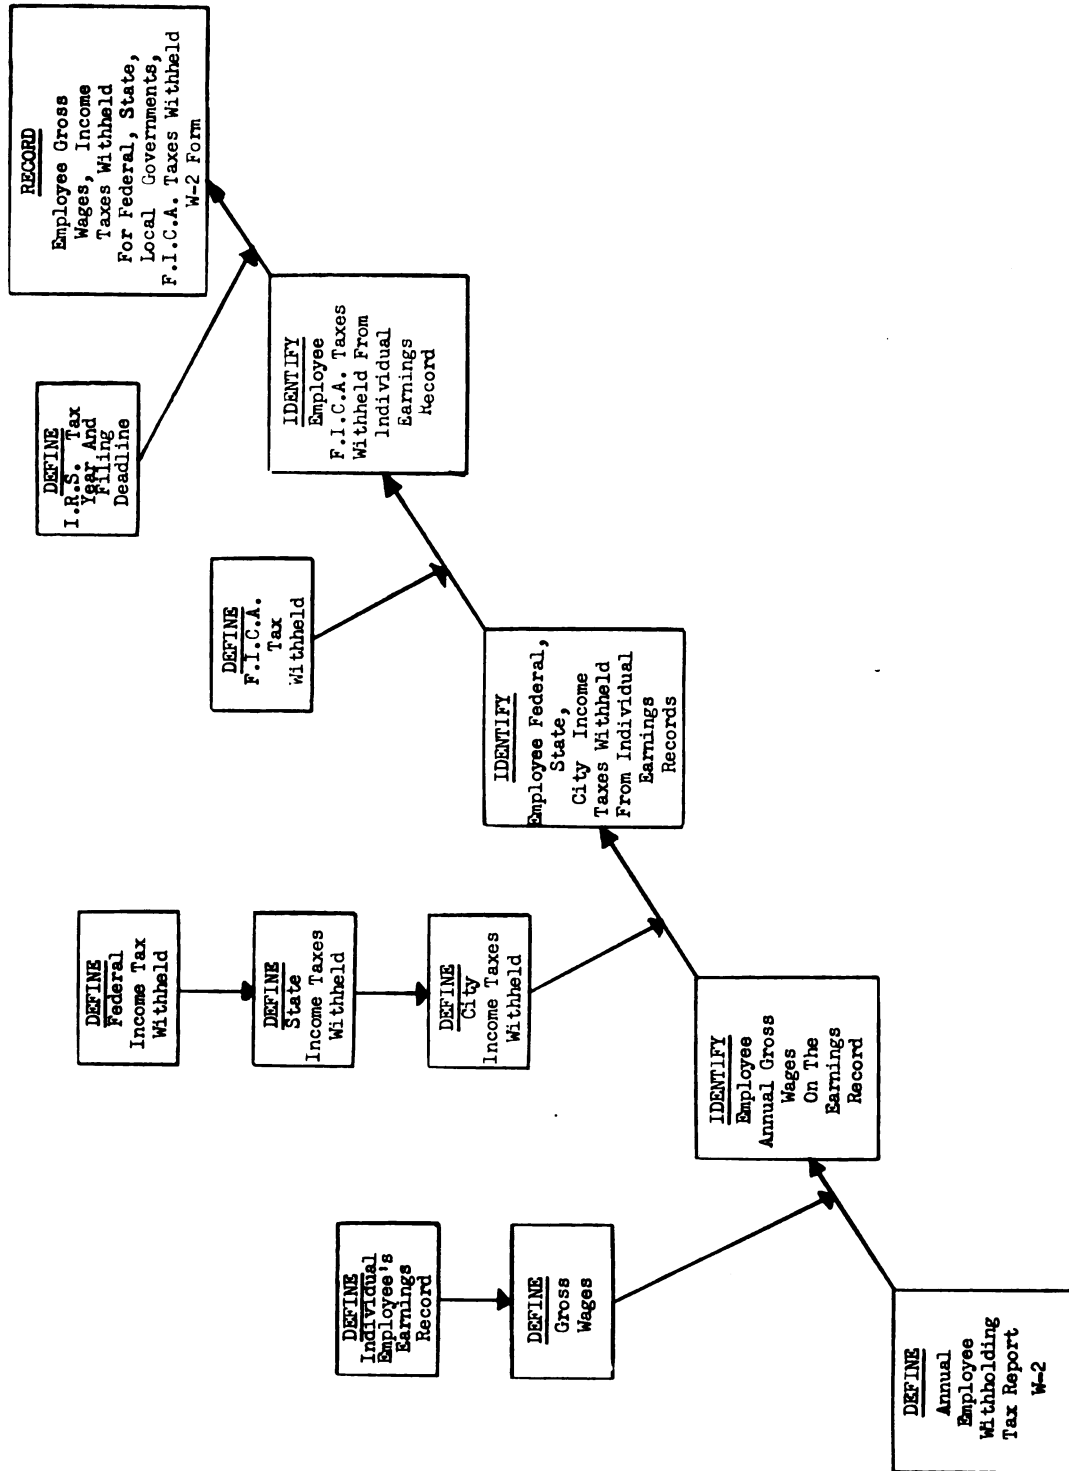 RECORD
Employee Gross
Wages, Income
Taxes Withheld
For Federal, State,
Local Governments,
F.I.C.A. Taxes Withheld
W-2 Form
DEFINE
I.R.S. Tax
Year And
Filing
Deadline
IDENTIFY
Employee
F.I.C.A. Taxes
Withheld From
Individual
Earnings
Record
DEFINE
F.I.C.A.
Tax
Withheld
IDENTIFY
Employee Federal,
State,
City Income
Taxes Withheld
From Individual
Earnings
Records
DEFINE
Federal
Income Tax
Withheld
DEFINE
State
Income Taxes
Withheld
DEFINE
City
Income Taxes
Withheld
IDENTIFY
Employee
Annual Gross
Wages
On The
Earnings
Record
DEFINE
Individual
Employee's
Earnings
Record
DEFINE
Gross
Wages
DEFINE
Annual
Employee
Withholding
Tax Report
W-2